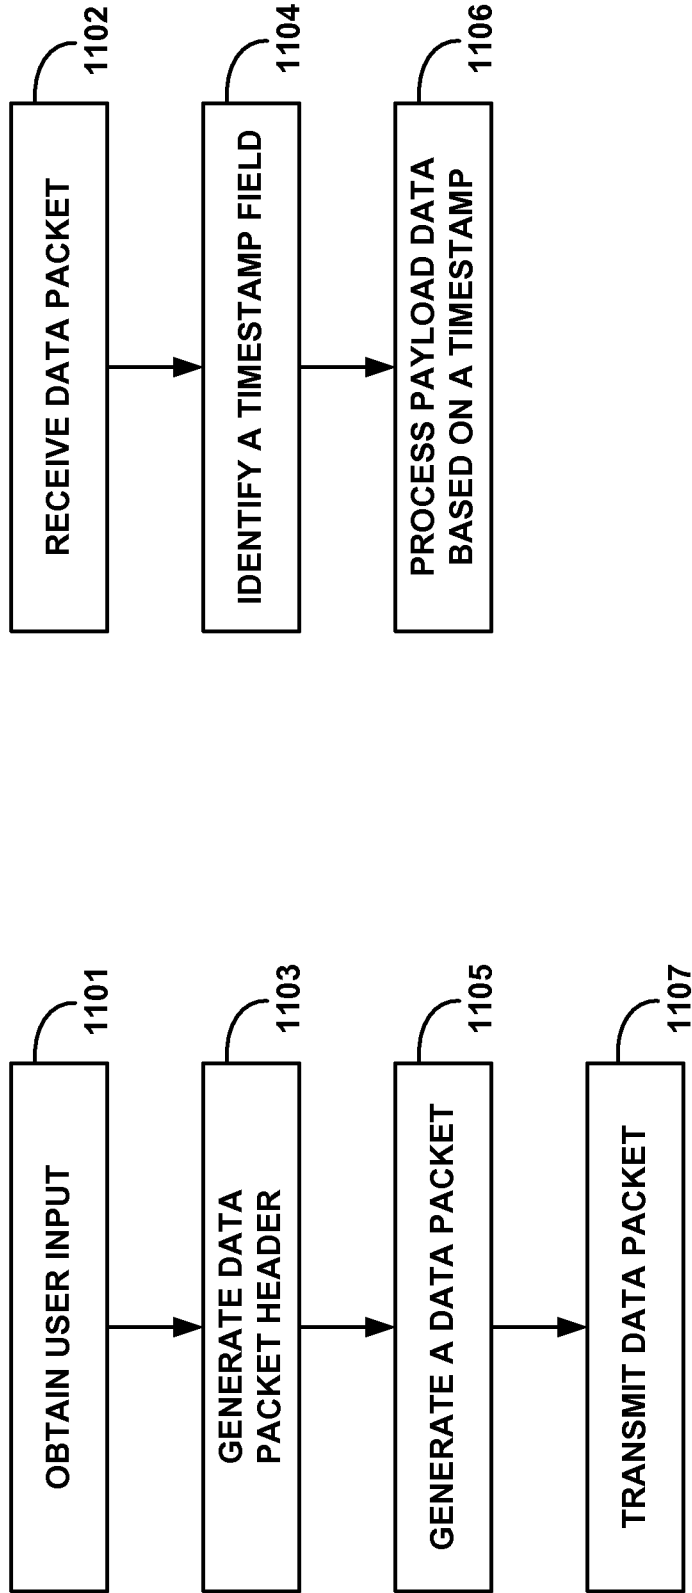 OBTAIN USER INPUT
1101
GENERATE DATA
PACKET HEADER
1103
GENERATE A DATA PACKET
1105
TRANSMIT DATA PACKET
1107
RECEIVE DATA PACKET
1102
IDENTIFY A TIMESTAMP FIELD
1104
PROCESS PAYLOAD DATA
BASED ON A TIMESTAMP
1106